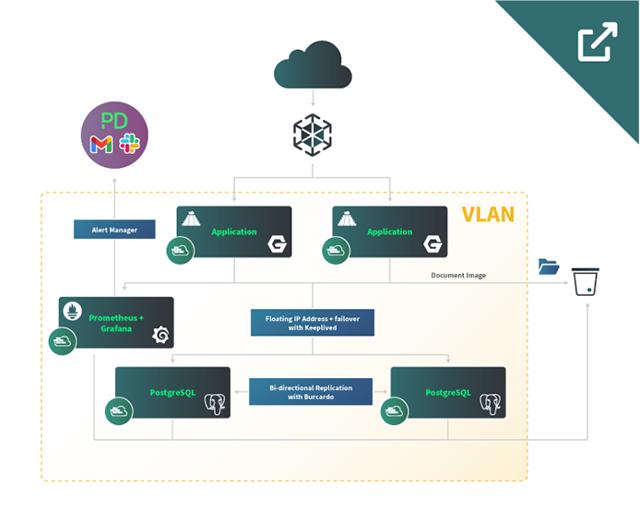 PD
VLAN
Alert Manager
Application
Application
Document Image
Prometheus +
Grafana
Floating IP Address + failover
with Keeplived
PostgreSQL
Bi-directional Replication
with Burcardo
PostgreSQL